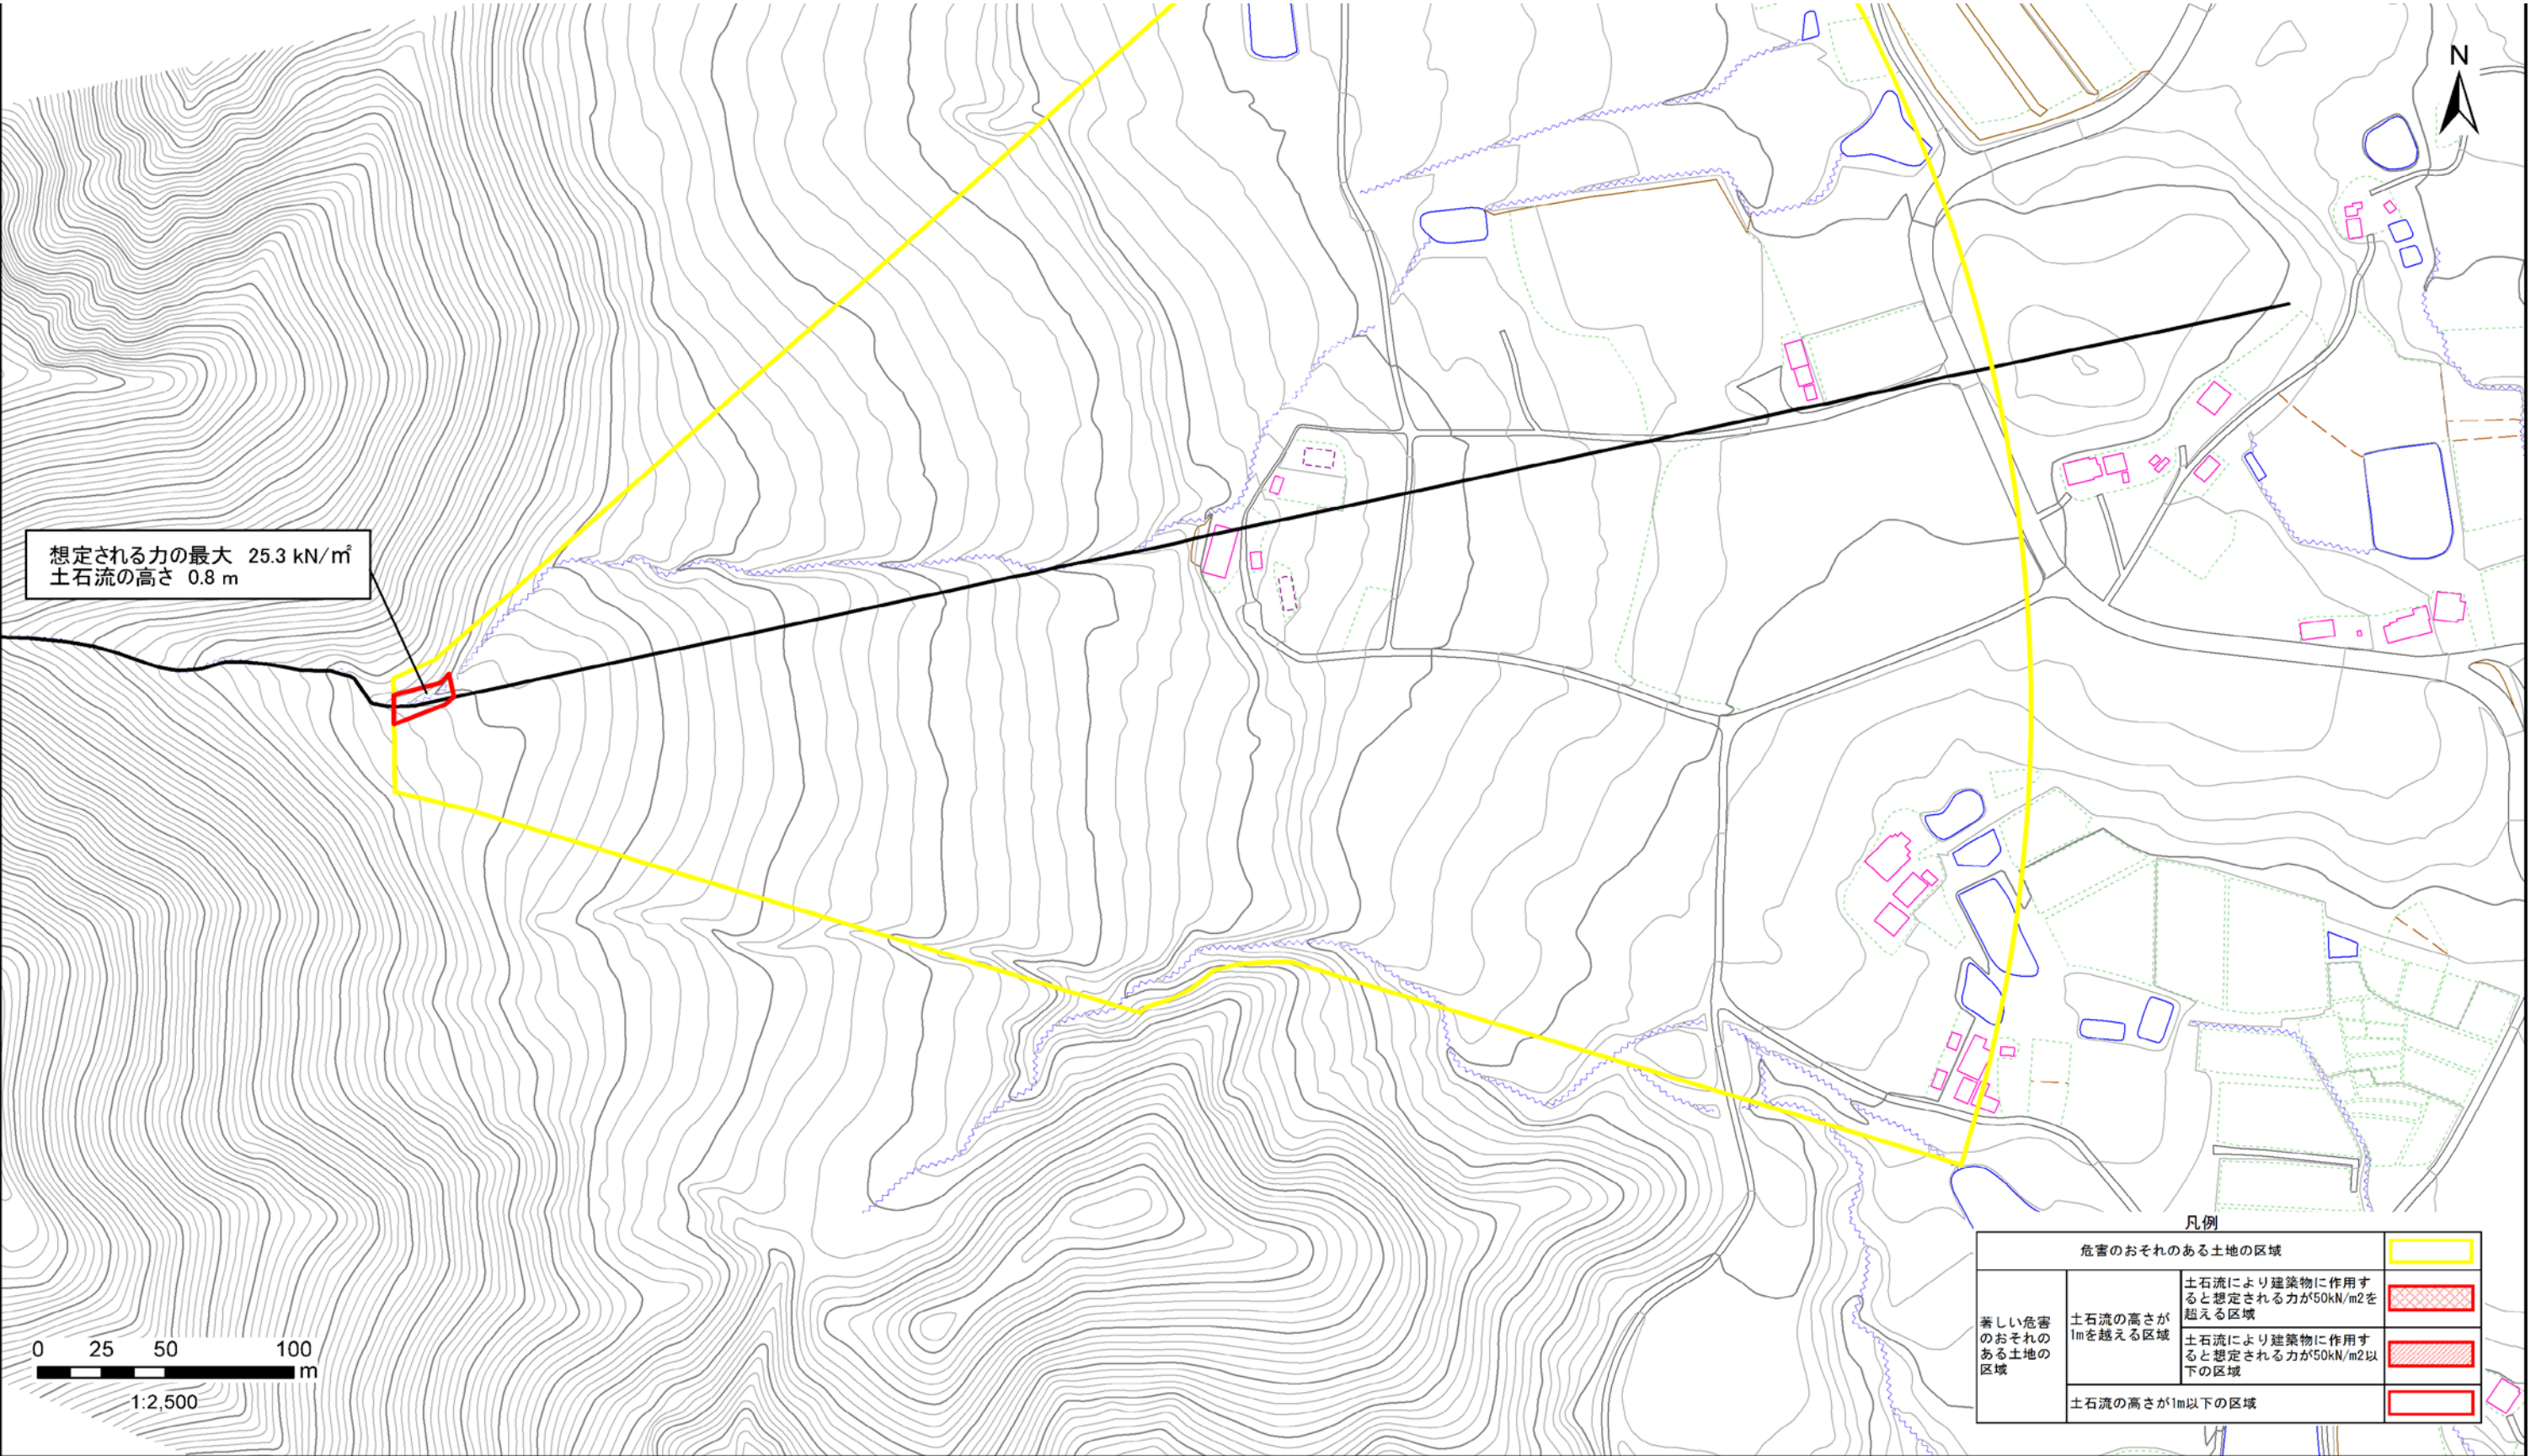 N
想定される力の最大 25.3 kN/㎡
土石流の高さ 0.8 m
凡例
危害のおそれのある土地の区域
著しい危害
のおそれの
ある土地の
区域
土石流の高さが
1mを越える区域
土石流により建築物に作用す
ると想定される力が50kN/m2を
超える区域
土石流により建築物に作用す
ると想定される力が50kN/m2以
下の区域
土石流の高さが1m以下の区域
0 25 50 100
m
1:2,500